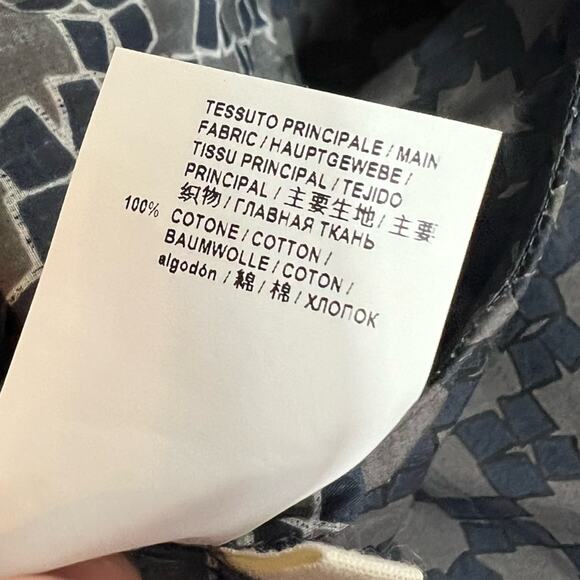 TESSUTO PRINCIPALE / MAIN
FABRIC / HAUPTGEWEBE /
TISSU PRINCIPAL / TEJIDO
PRINCIPAL / 主要生地 / 主要
织物 / ГЛАВНАЯ ТКАНЬ
100% COTONE / COTTON /
BAUMWOLLE / COTON /
algodón / 綿 / 棉 / ХЛОПОК